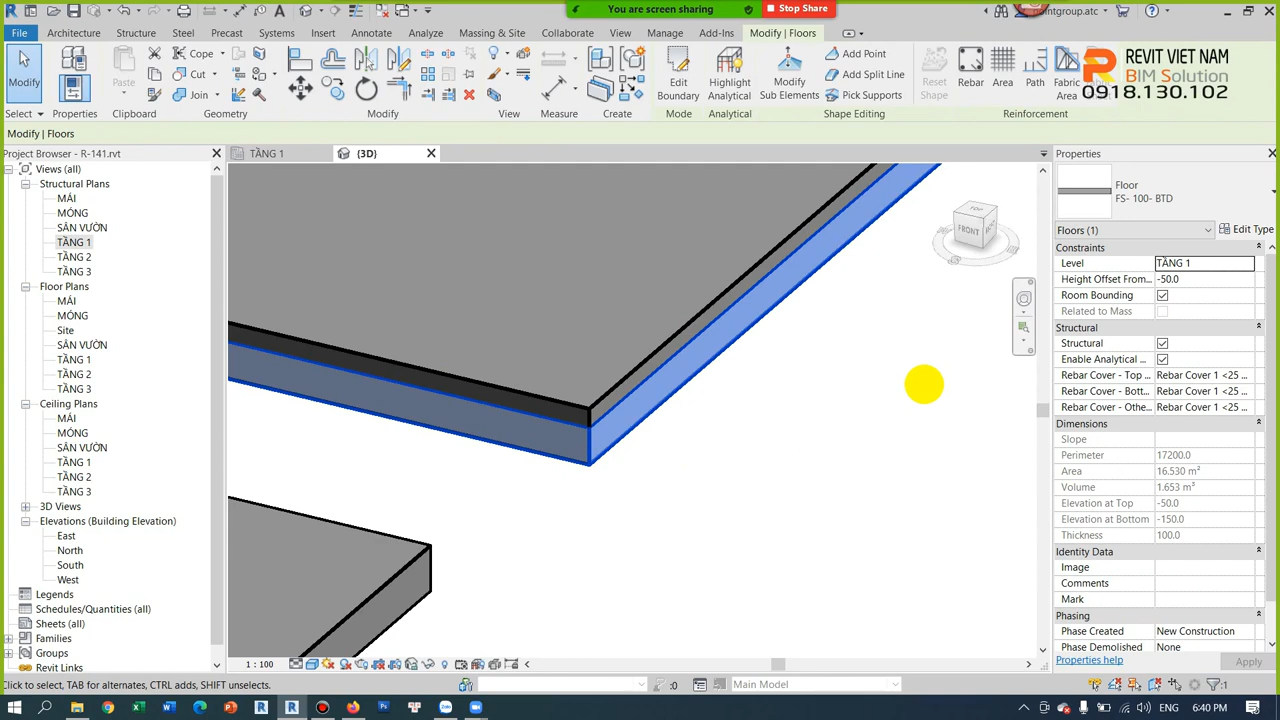 You are screen sharing
Stop Share
ointgroup.atc
File
Architecture
Structure
Steel
Precast
Systems
Insert
Annotate
Analyze
Massing & Site
Collaborate
View
Manage
Add-Ins
Modify | Floors
Modify
Properties
Paste
Cope
Cut
Join
Edit
Boundary
Highlight
Analytical
Modify
Sub Elements
Add Point
Add Split Line
Pick Supports
Reset
Shape
Rebar
Area
Path
Fabric
Area
REVIT VIET NAM
BIM Solution
0918.130.102
Select
Properties
Clipboard
Geometry
Modify
View
Measure
Create
Mode
Analytical
Shape Editing
Reinforcement
Modify | Floors
Project Browser - R-141.rvt
Views (all)
Structural Plans
MÁI
MÓNG
SÂN VƯỜN
TẦNG 1
TẦNG 2
TẦNG 3
Floor Plans
MÁI
MÓNG
Site
SÂN VƯỜN
TẦNG 1
TẦNG 2
TẦNG 3
Ceiling Plans
MÁI
MÓNG
SÂN VƯỜN
TẦNG 1
TẦNG 2
TẦNG 3
3D Views
Elevations (Building Elevation)
East
North
South
West
Legends
Schedules/Quantities (all)
Sheets (all)
Families
Groups
Revit Links
TẦNG 1
{3D}
TOP
FRONT
Properties
Floor
FS- 100- BTD
Floors (1)
Edit Type
Constraints
Level TẦNG 1
Height Offset From... -50.0
Room Bounding
Related to Mass
Structural
Structural
Enable Analytical ...
Rebar Cover - Top ... Rebar Cover 1 <25 ...
Rebar Cover - Bott... Rebar Cover 1 <25 ...
Rebar Cover - Othe... Rebar Cover 1 <25 ...
Dimensions
Slope
Perimeter 17200.0
Area 16.530 m²
Volume 1.653 m³
Elevation at Top -50.0
Elevation at Bottom -150.0
Thickness 100.0
Identity Data
Image
Comments
Mark
Phasing
Phase Created New Construction
Phase Demolished None
Properties help
Apply
1 : 100
Click to select, TAB for alternates, CTRL adds, SHIFT unselects.
:0
Main Model
:1
6:40 PM